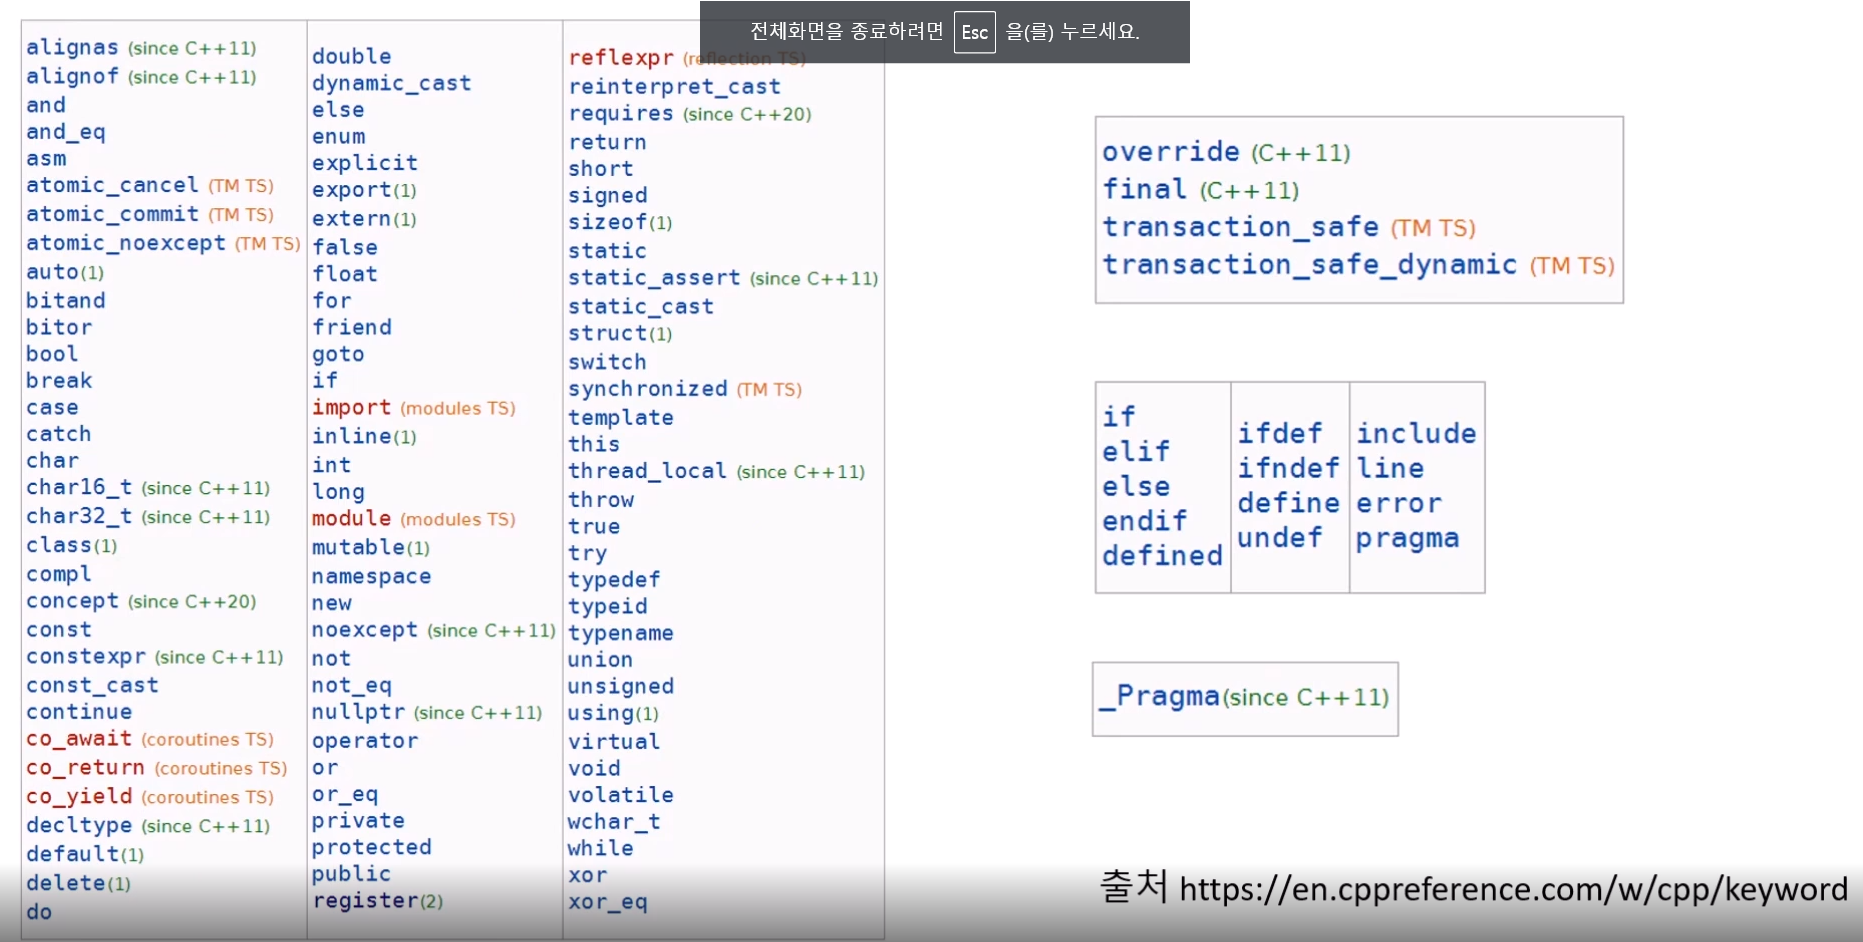 전체화면을 종료하려면 Esc 을(를) 누르세요.
alignas (since C++11)
alignof (since C++11)
and
and_eq
asm
atomic_cancel (TM TS)
atomic_commit (TM TS)
atomic_noexcept (TM TS)
auto(1)
bitand
bitor
bool
break
case
catch
char
char16_t (since C++11)
char32_t (since C++11)
class(1)
compl
concept (since C++20)
const
constexpr (since C++11)
const_cast
continue
co_await (coroutines TS)
co_return (coroutines TS)
co_yield (coroutines TS)
decltype (since C++11)
default(1)
delete(1)
do
double
dynamic_cast
else
enum
explicit
export(1)
extern(1)
false
float
for
friend
goto
if
import (modules TS)
inline(1)
int
long
module (modules TS)
mutable(1)
namespace
new
noexcept (since C++11)
not
not_eq
nullptr (since C++11)
operator
or
or_eq
private
protected
public
register(2)
reflexpr (reflection TS)
reinterpret_cast
requires (since C++20)
return
short
signed
sizeof(1)
static
static_assert (since C++11)
static_cast
struct(1)
switch
synchronized (TM TS)
template
this
thread_local (since C++11)
throw
true
try
typedef
typeid
typename
union
unsigned
using(1)
virtual
void
volatile
wchar_t
while
xor
xor_eq
override (C++11)
final (C++11)
transaction_safe (TM TS)
transaction_safe_dynamic (TM TS)
if
elif
else
endif
defined
ifdef
ifndef
define
undef
include
line
error
pragma
_Pragma(since C++11)
출처 https://en.cppreference.com/w/cpp/keyword